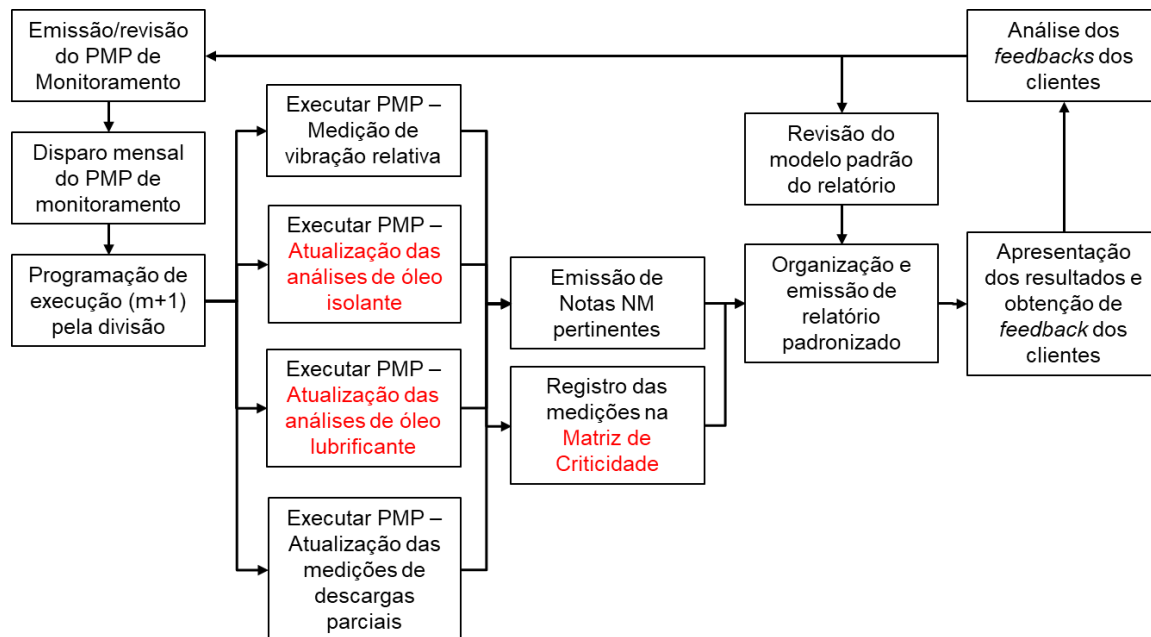 Emissão/revisão
do PMP de
Monitoramento
Disparo mensal
do PMP de
monitoramento
Programação de
execução (m+1)
pela divisão
Executar PMP –
Medição de
vibração relativa
Executar PMP –
Atualização das
análises de óleo
isolante
Executar PMP –
Atualização das
análises de óleo
lubrificante
Executar PMP –
Atualização das
medições de
descargas
parciais
Emissão de
Notas NM
pertinentes
Registro das
medições na
Matriz de
Criticidade
Revisão do
modelo padrão
do relatório
Organização e
emissão de
relatório
padronizado
Apresentação
dos resultados e
obtenção de
feedback dos
clientes
Análise dos
feedbacks dos
clientes